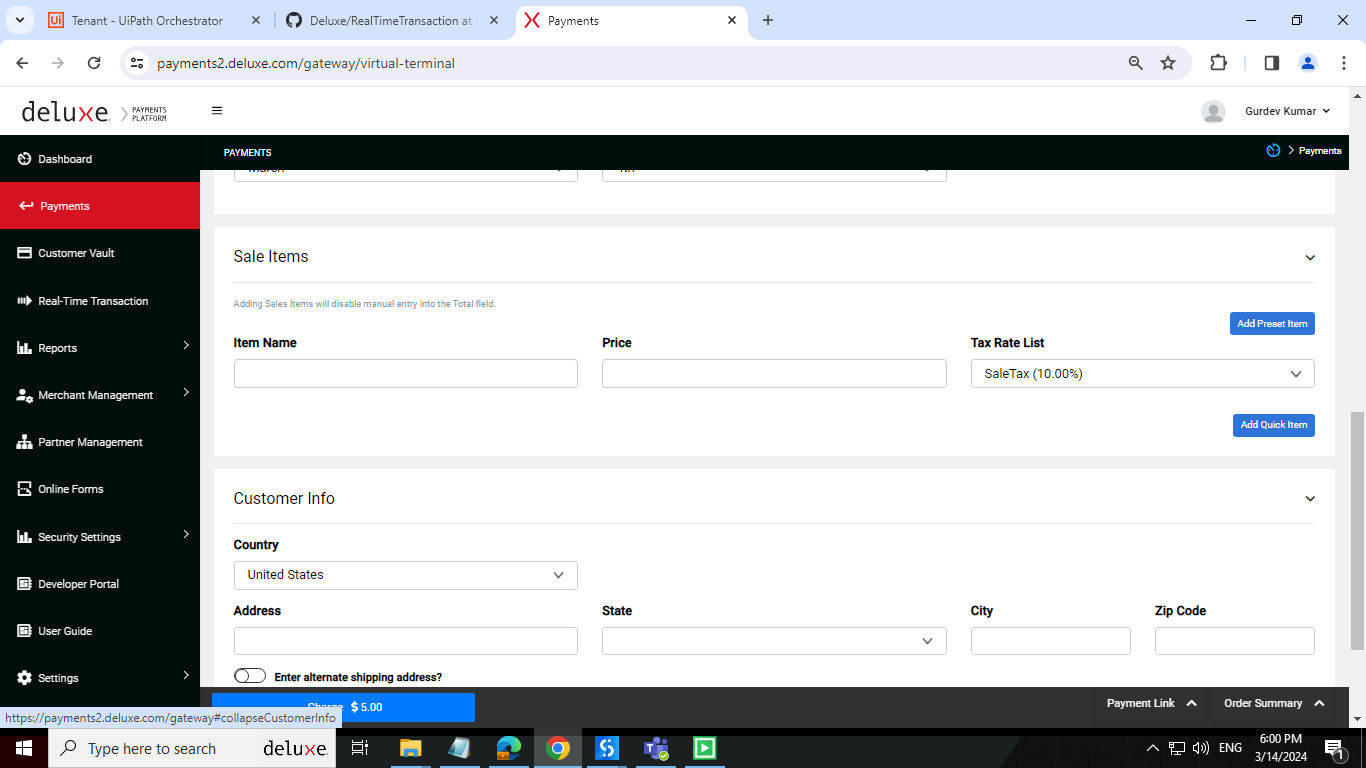 Tenant - UiPath Orchestrator
Deluxe/RealTimeTransaction at
Payments
payments2.deluxe.com/gateway/virtual-terminal
deluxe. PAYMENTS PLATFORM
Gurdev Kumar
Dashboard
PAYMENTS
Payments
Payments
Customer Vault
Real-Time Transaction
Reports
Merchant Management
Partner Management
Online Forms
Security Settings
Developer Portal
User Guide
Settings
March
Sale Items
Adding Sales Items will disable manual entry into the Total field.
Add Preset Item
Item Name
Price
Tax Rate List
SaleTax (10.00%)
Add Quick Item
Customer Info
Country
United States
Address
State
City
Zip Code
Enter alternate shipping address?
Charge $ 5.00
Payment Link
Order Summary
https://payments2.deluxe.com/gateway#collapseCustomerInfo
Type here to search
deluxe.
ENG
6:00 PM
3/14/2024
1